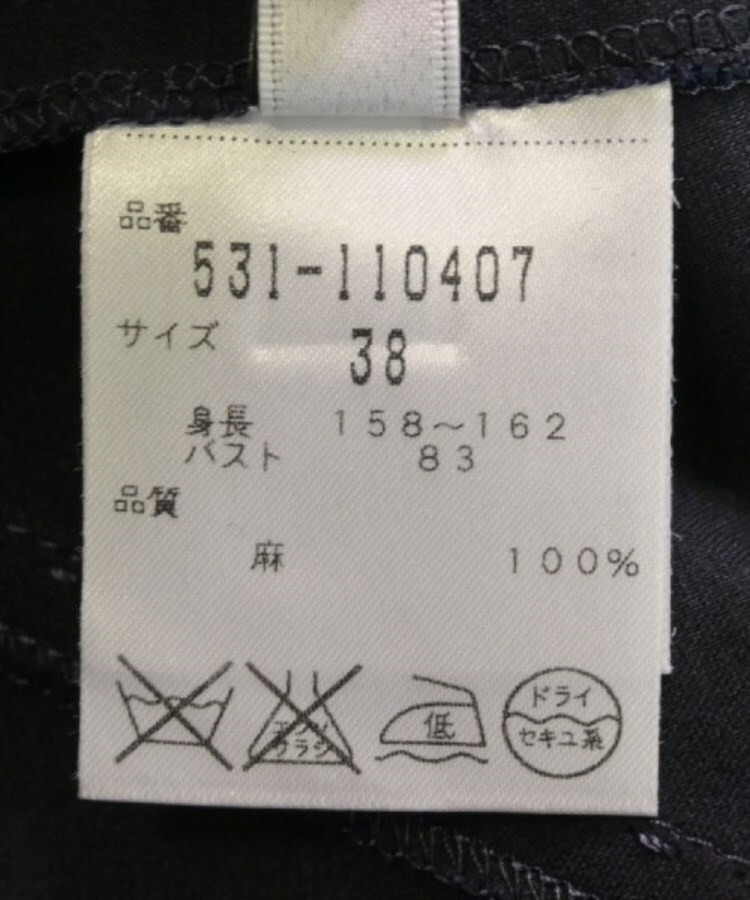 品番
531-110407
サイズ
38
身長 158～162
バスト 83
品質
麻 100%
エンソ
サラシ
低
ドライ
セキユ系